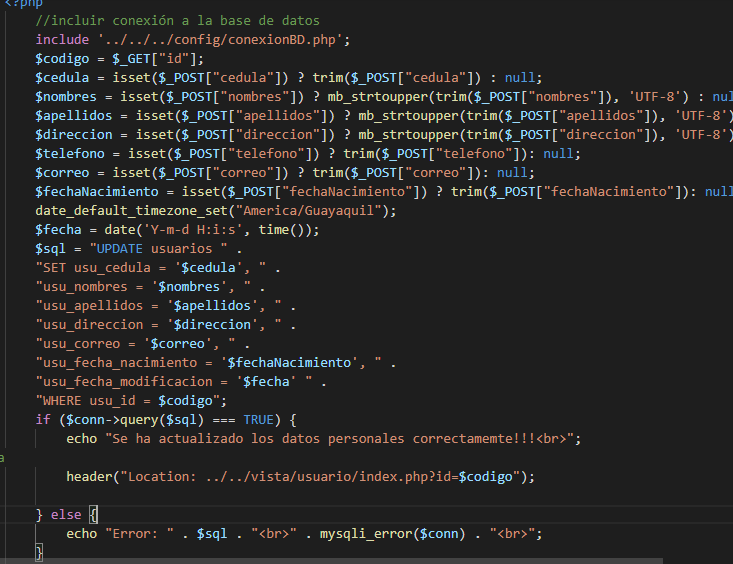 <?php
//incluir conexión a la base de datos
include '../../../config/conexionBD.php';
$codigo = $_GET["id"];
$cedula = isset($_POST["cedula"]) ? trim($_POST["cedula"]) : null;
$nombres = isset($_POST["nombres"]) ? mb_strtoupper(trim($_POST["nombres"]), 'UTF-8') : nul
$apellidos = isset($_POST["apellidos"]) ? mb_strtoupper(trim($_POST["apellidos"]), 'UTF-8')
$direccion = isset($_POST["direccion"]) ? mb_strtoupper(trim($_POST["direccion"]), 'UTF-8')
$telefono = isset($_POST["telefono"]) ? trim($_POST["telefono"]): null;
$correo = isset($_POST["correo"]) ? trim($_POST["correo"]): null;
$fechaNacimiento = isset($_POST["fechaNacimiento"]) ? trim($_POST["fechaNacimiento"]): null
date_default_timezone_set("America/Guayaquil");
$fecha = date('Y-m-d H:i:s', time());
$sql = "UPDATE usuarios " .
"SET usu_cedula = '$cedula', " .
"usu_nombres = '$nombres', " .
"usu_apellidos = '$apellidos', " .
"usu_direccion = '$direccion', " .
"usu_correo = '$correo', " .
"usu_fecha_nacimiento = '$fechaNacimiento', " .
"usu_fecha_modificacion = '$fecha' " .
"WHERE usu_id = $codigo";
if ($conn->query($sql) === TRUE) {
echo "Se ha actualizado los datos personales correctamemte!!!<br>";
a
header("Location: ../../vista/usuario/index.php?id=$codigo");
} else {
echo "Error: " . $sql . "<br>" . mysqli_error($conn) . "<br>";
}